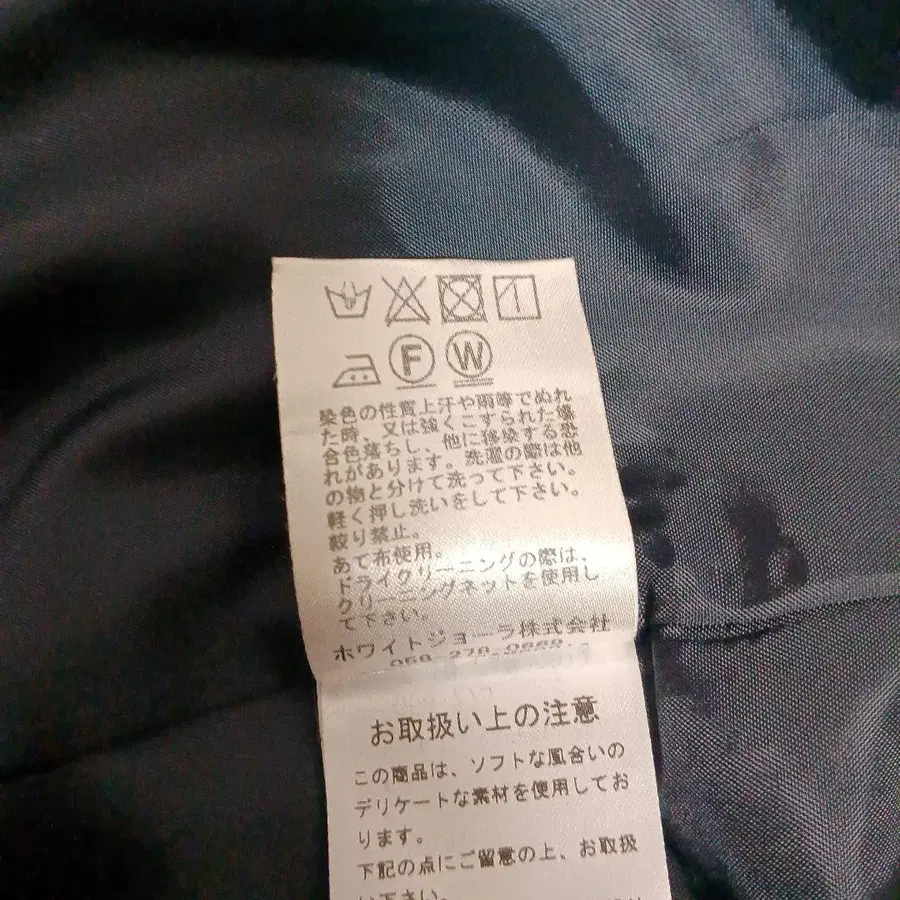 F W
染色の性質上汗や雨等でぬれ
た時、又は強くこすられた場
合色落ちし、他に移染する恐
れがあります。洗濯の際は他
の物と分けて洗って下さい。
軽く押し洗いをして下さい。
絞り禁止。
あて布使用。
ドライクリーニングの際は、
クリーニングネットを使用し
て下さい。
ホワイトジョーラ株式会社
058-278-0669.
お取扱い上の注意
この商品は、ソフトな風合いの
デリケートな素材を使用してお
ります。
下記の点にご留意の上、お取扱
い下さい。